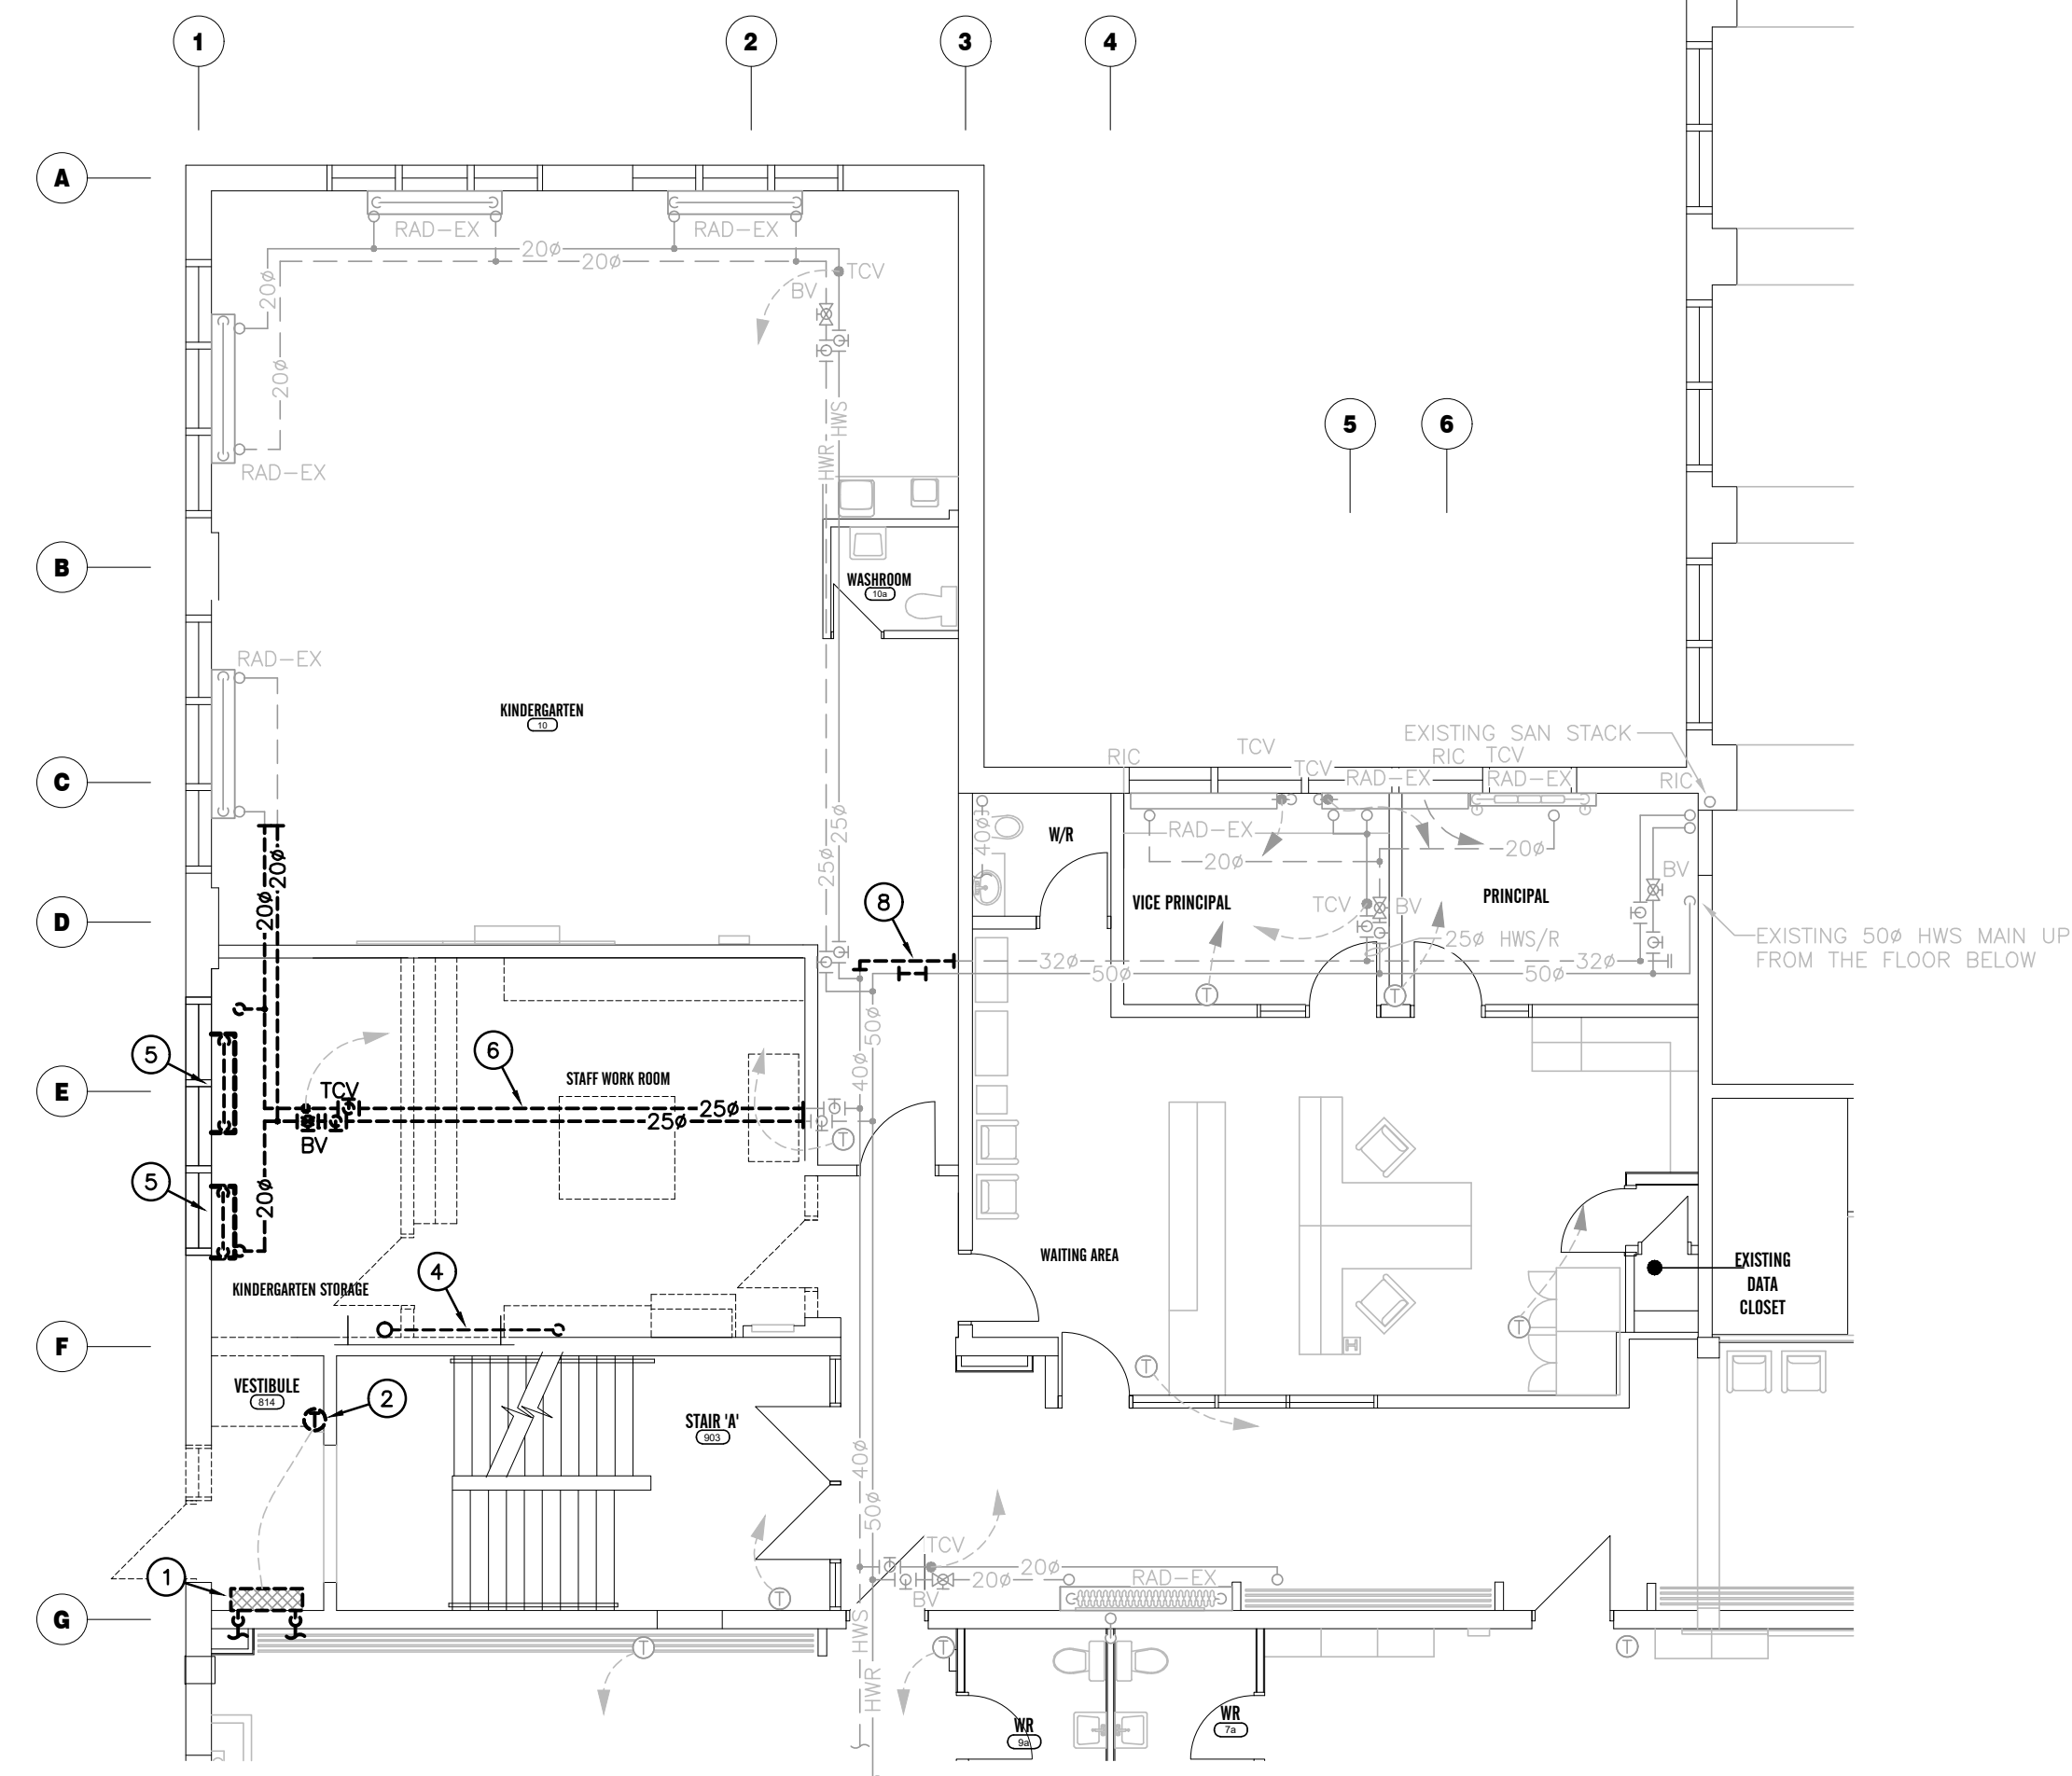 1
2
3
4
A
RAD-EX
RAD-EX
20ø
20ø
TCV
BV
20ø
20ø
RAD-EX
HWS
HWR
5
6
B
WASHROOM
10a
RAD-EX
KINDERGARTEN
10
C
EXISTING SAN STACK
RIC
TCV
TCV
RAD-EX
RIC
TCV
RAD-EX
RIC
25ø
25ø
40ø
W/R
RAD-EX
20ø
20ø
BV
20ø
20ø
D
8
VICE PRINCIPAL
TCV
BV
PRINCIPAL
25ø HWS/R
EXISTING 50ø HWS MAIN UP
FROM THE FLOOR BELOW
32ø
50ø
32ø
50ø
T
T
5
6
50ø
40ø
E
STAFF WORK ROOM
TCV
25ø
25ø
BV
T
5
20ø
KINDERGARTEN STORAGE
4
WAITING AREA
EXISTING
DATA
CLOSET
F
T
H
T
VESTIBULE
814
2
T
STAIR 'A'
903
40ø
50ø
TCV
20ø
20ø
RAD-EX
BV
1
T
G
HWS
HWR
T
T
T
WR
9a
WR
7a